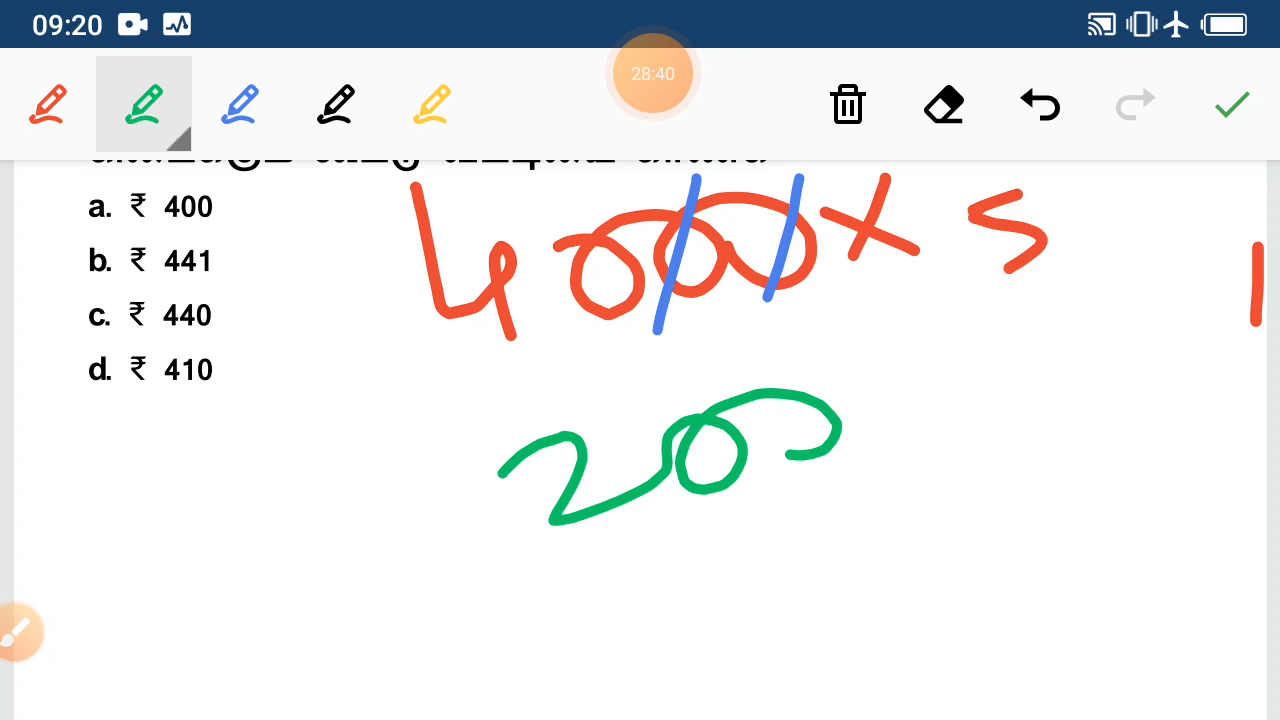 09:20
28:40
a. ₹ 400
b. ₹ 441
c. ₹ 440
d. ₹ 410
4000 × 5
200